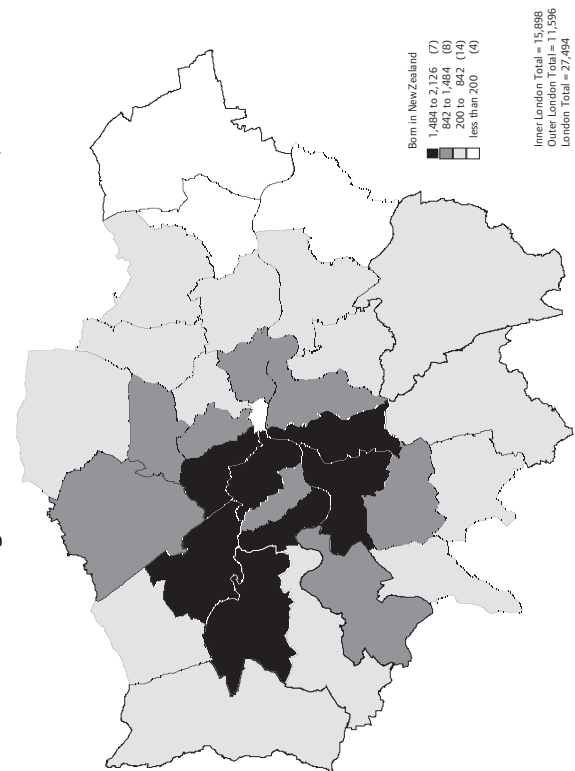 Born in New Zealand
1,484 to 2,126 (7)
842 to 1,484 (8)
200 to 842 (14)
less than 200 (4)
Inner London Total = 15,898
Outer London Total = 11,596
London Total = 27,494